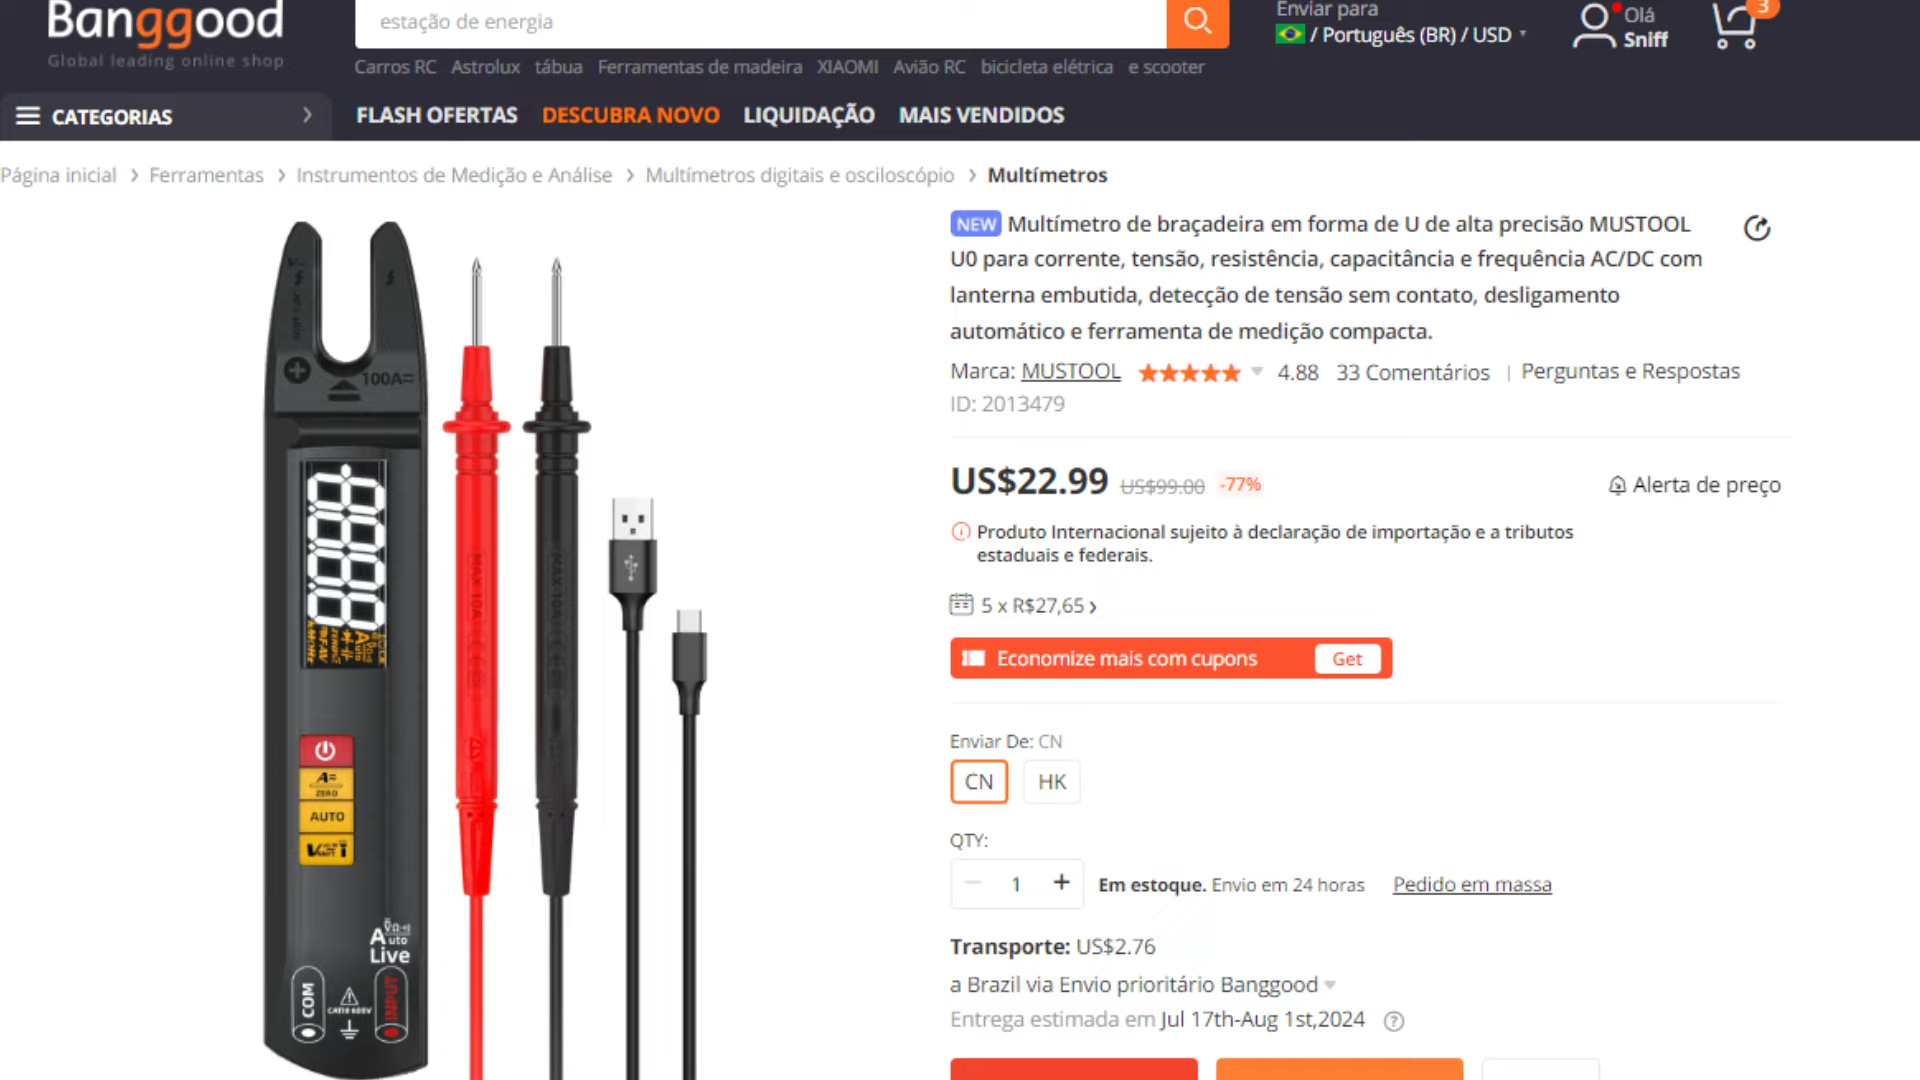 Banggood
Global leading online shop
estação de energia
Enviar para
/ Português (BR) / USD
Olá
Sniff
3
Carros RC Astrolux tábua Ferramentas de madeira XIAOMI Avião RC bicicleta elétrica e scooter
CATEGORIAS
FLASH OFERTAS DESCUBRA NOVO LIQUIDAÇÃO MAIS VENDIDOS
Página inicial > Ferramentas > Instrumentos de Medição e Análise > Multímetros digitais e osciloscópio > Multímetros
NEW Multímetro de braçadeira em forma de U de alta precisão MUSTOOL
U0 para corrente, tensão, resistência, capacitância e frequência AC/DC com
lanterna embutida, detecção de tensão sem contato, desligamento
automático e ferramenta de medição compacta.
Marca: MUSTOOL 4.88 33 Comentários | Perguntas e Respostas
ID: 2013479
US$22.99 US$99.00 -77%
Alerta de preço
Produto Internacional sujeito à declaração de importação e a tributos
estaduais e federais.
5 x R$27,65
Economize mais com cupons Get
Enviar De: CN
CN HK
QTY:
1
Em estoque. Envio em 24 horas Pedido em massa
Transporte: US$2.76
a Brazil via Envio prioritário Banggood
Entrega estimada em Jul 17th-Aug 1st,2024
100A
ZERO
AUTO
Auto
Live
COM
INPUT
MAX 10A
MAX 10A